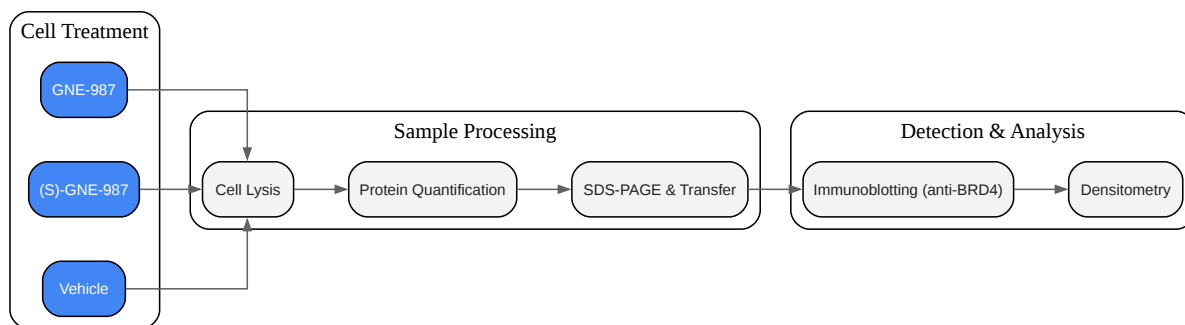 Cell Treatment
GNE-987
(S)-GNE-987
Vehicle
Sample Processing
Cell Lysis
Protein Quantification
SDS-PAGE & Transfer
Detection & Analysis
Immunoblotting (anti-BRD4)
Densitometry